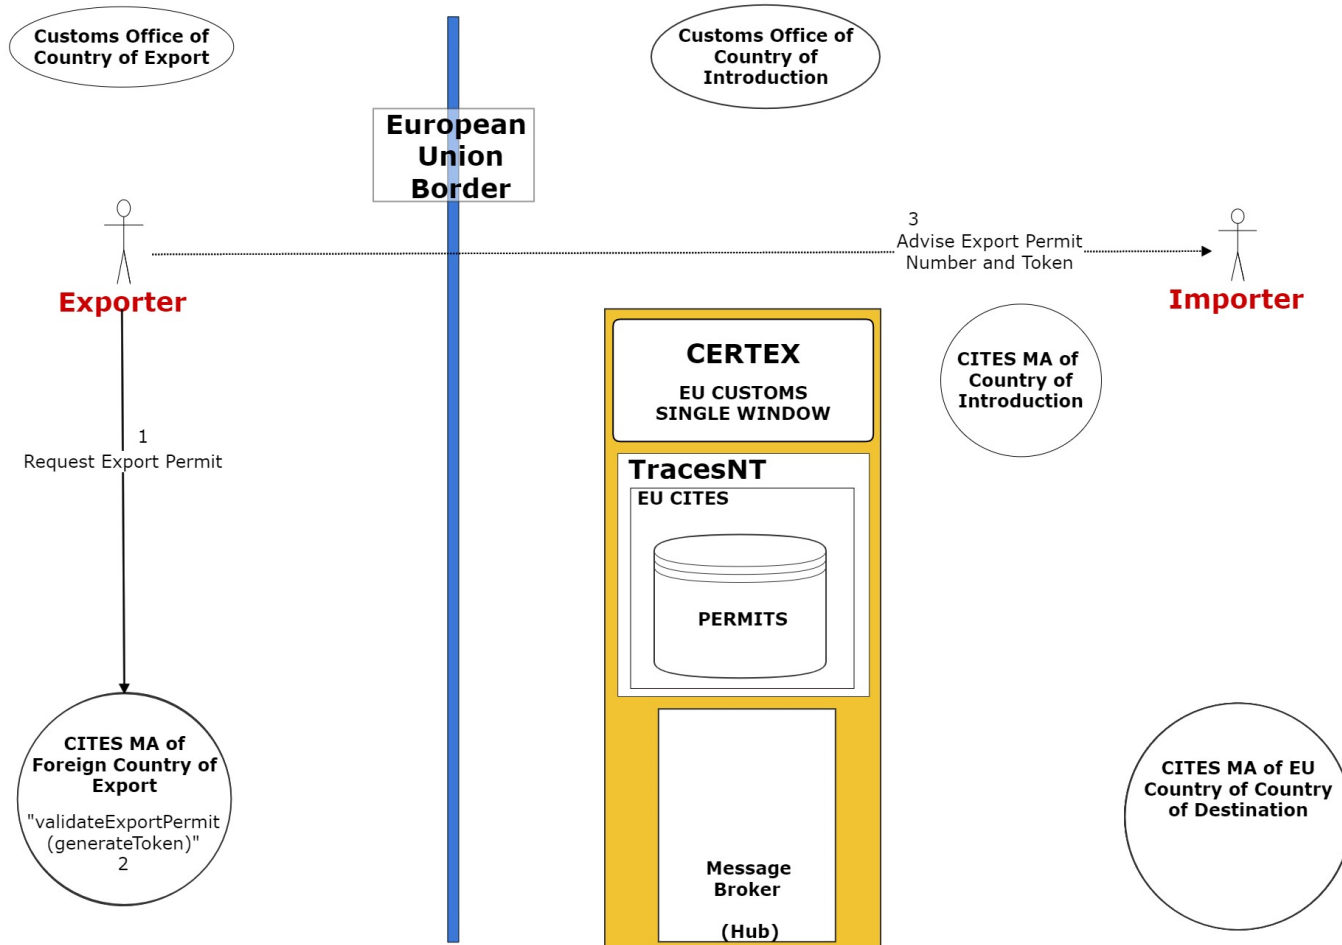 Customs Office of
Country of Export
Customs Office of
Country of
Introduction
European
Union
Border
3
Advise Export Permit
Number and Token
Exporter
Importer
CERTEX
EU CUSTOMS
SINGLE WINDOW
CITES MA of
Country of
Introduction
1
Request Export Permit
TracesNT
EU CITES
PERMITS
CITES MA of
Foreign Country of
Export
"validateExportPermit
(generateToken)"
2
CITES MA of EU
Country of Country
of Destination
Message
Broker
(Hub)